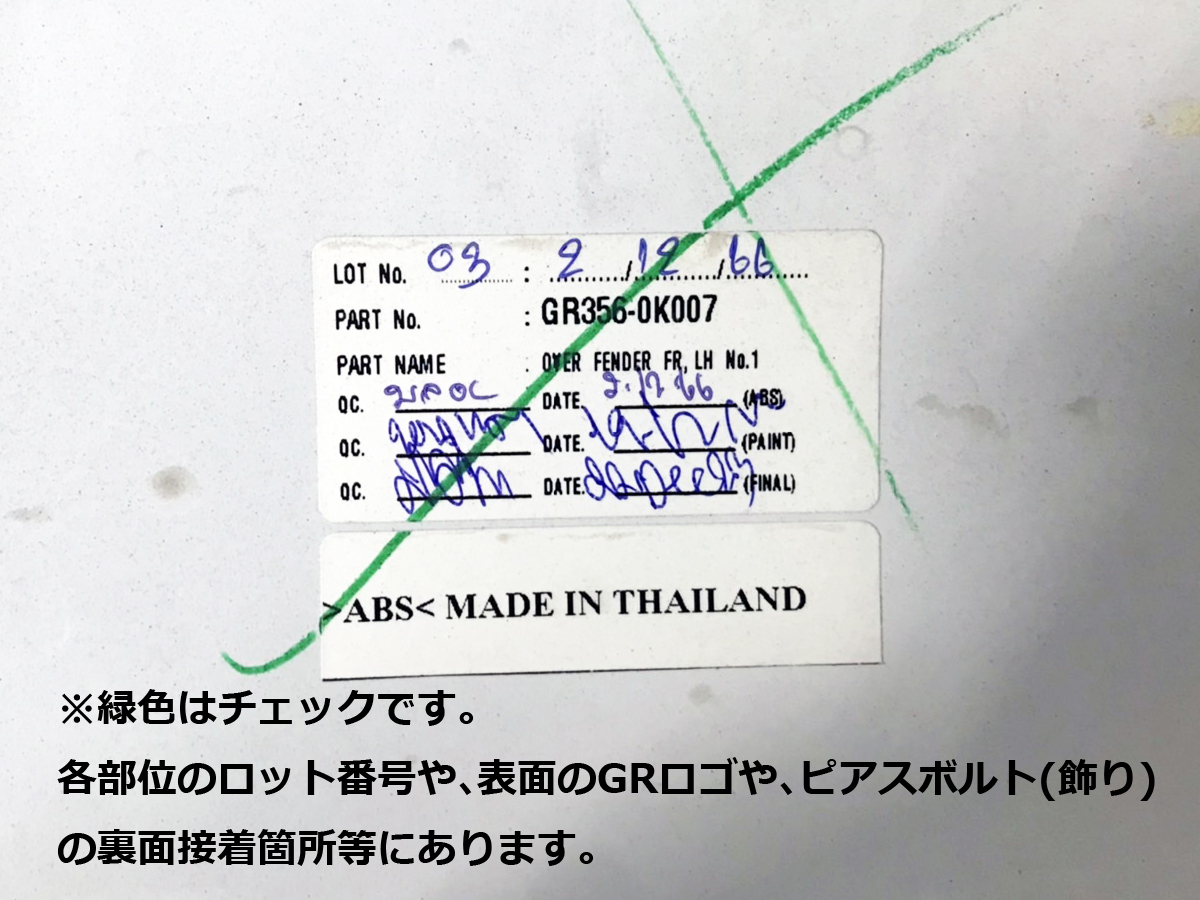 LOT No. 03 : 2/12/66
PART No. : GR356-0K007
PART NAME : OVER FENDER FR, LH No.1
QC. DATE. 2.12.66 (ABS)
QC. DATE. (PAINT)
QC. DATE. (FINAL)
>ABS< MADE IN THAILAND
※緑色はチェックです。
各部位のロット番号や、表面のGRロゴや、ピアスボルト(飾り)
の裏面接着箇所等にあります。